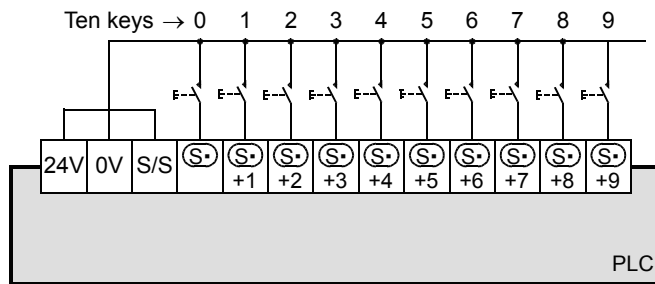 Ten keys → 0 1 2 3 4 5 6 7 8 9
24V 0V S/S S· S· S· S· S· S· S· S· S· S·
+1 +2 +3 +4 +5 +6 +7 +8 +9
PLC